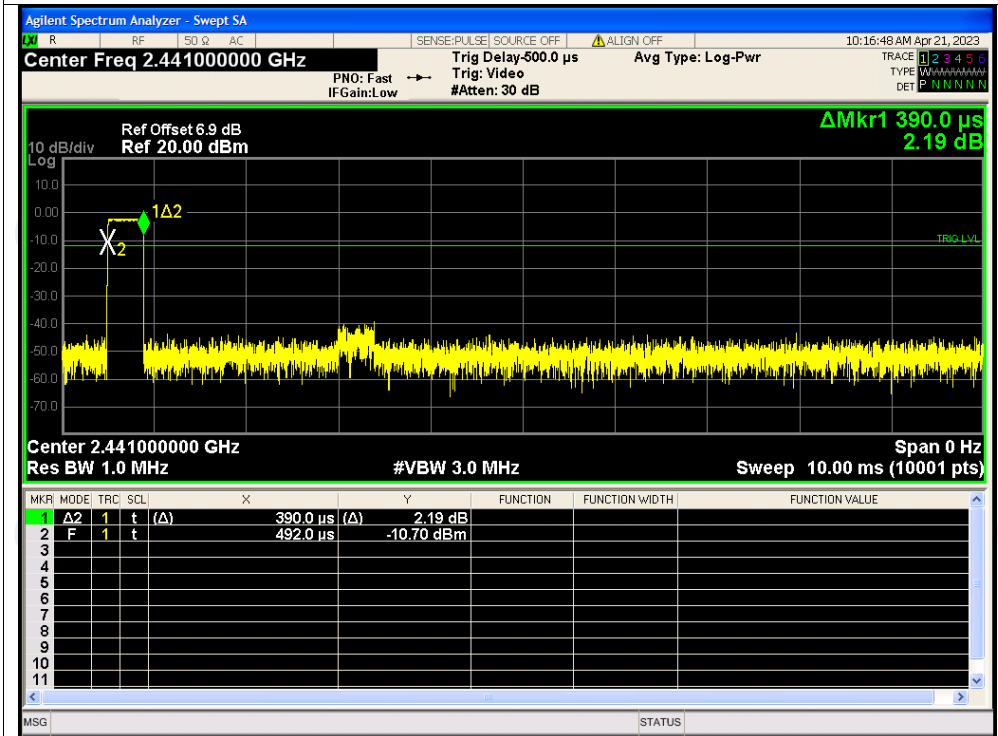 Agilent Spectrum Analyzer - Swept SA
LXI R RF 50 Ω AC SENSE:PULSE SOURCE OFF ALIGN OFF 10:16:48 AM Apr 21, 2023
Center Freq 2.441000000 GHz
PNO: Fast
IFGain:Low
Trig Delay-500.0 µs
Trig: Video
#Atten: 30 dB
Avg Type: Log-Pwr
TRACE 1 2 3 4 5 6
TYPE W
DET P N N N N N
ΔMkr1 390.0 µs
2.19 dB
Ref Offset 6.9 dB
10 dB/div Ref 20.00 dBm
Log
10.0
0.00
-10.0
-20.0
-30.0
-40.0
-50.0
-60.0
-70.0
1Δ2
X2
TRIG LVL
Center 2.441000000 GHz Span 0 Hz
Res BW 1.0 MHz #VBW 3.0 MHz Sweep 10.00 ms (10001 pts)
MKR MODE TRC SCL X Y FUNCTION FUNCTION WIDTH FUNCTION VALUE
1 Δ2 1 t (Δ) 390.0 µs (Δ) 2.19 dB
2 F 1 t 492.0 µs -10.70 dBm
3
4
5
6
7
8
9
10
11
MSG STATUS